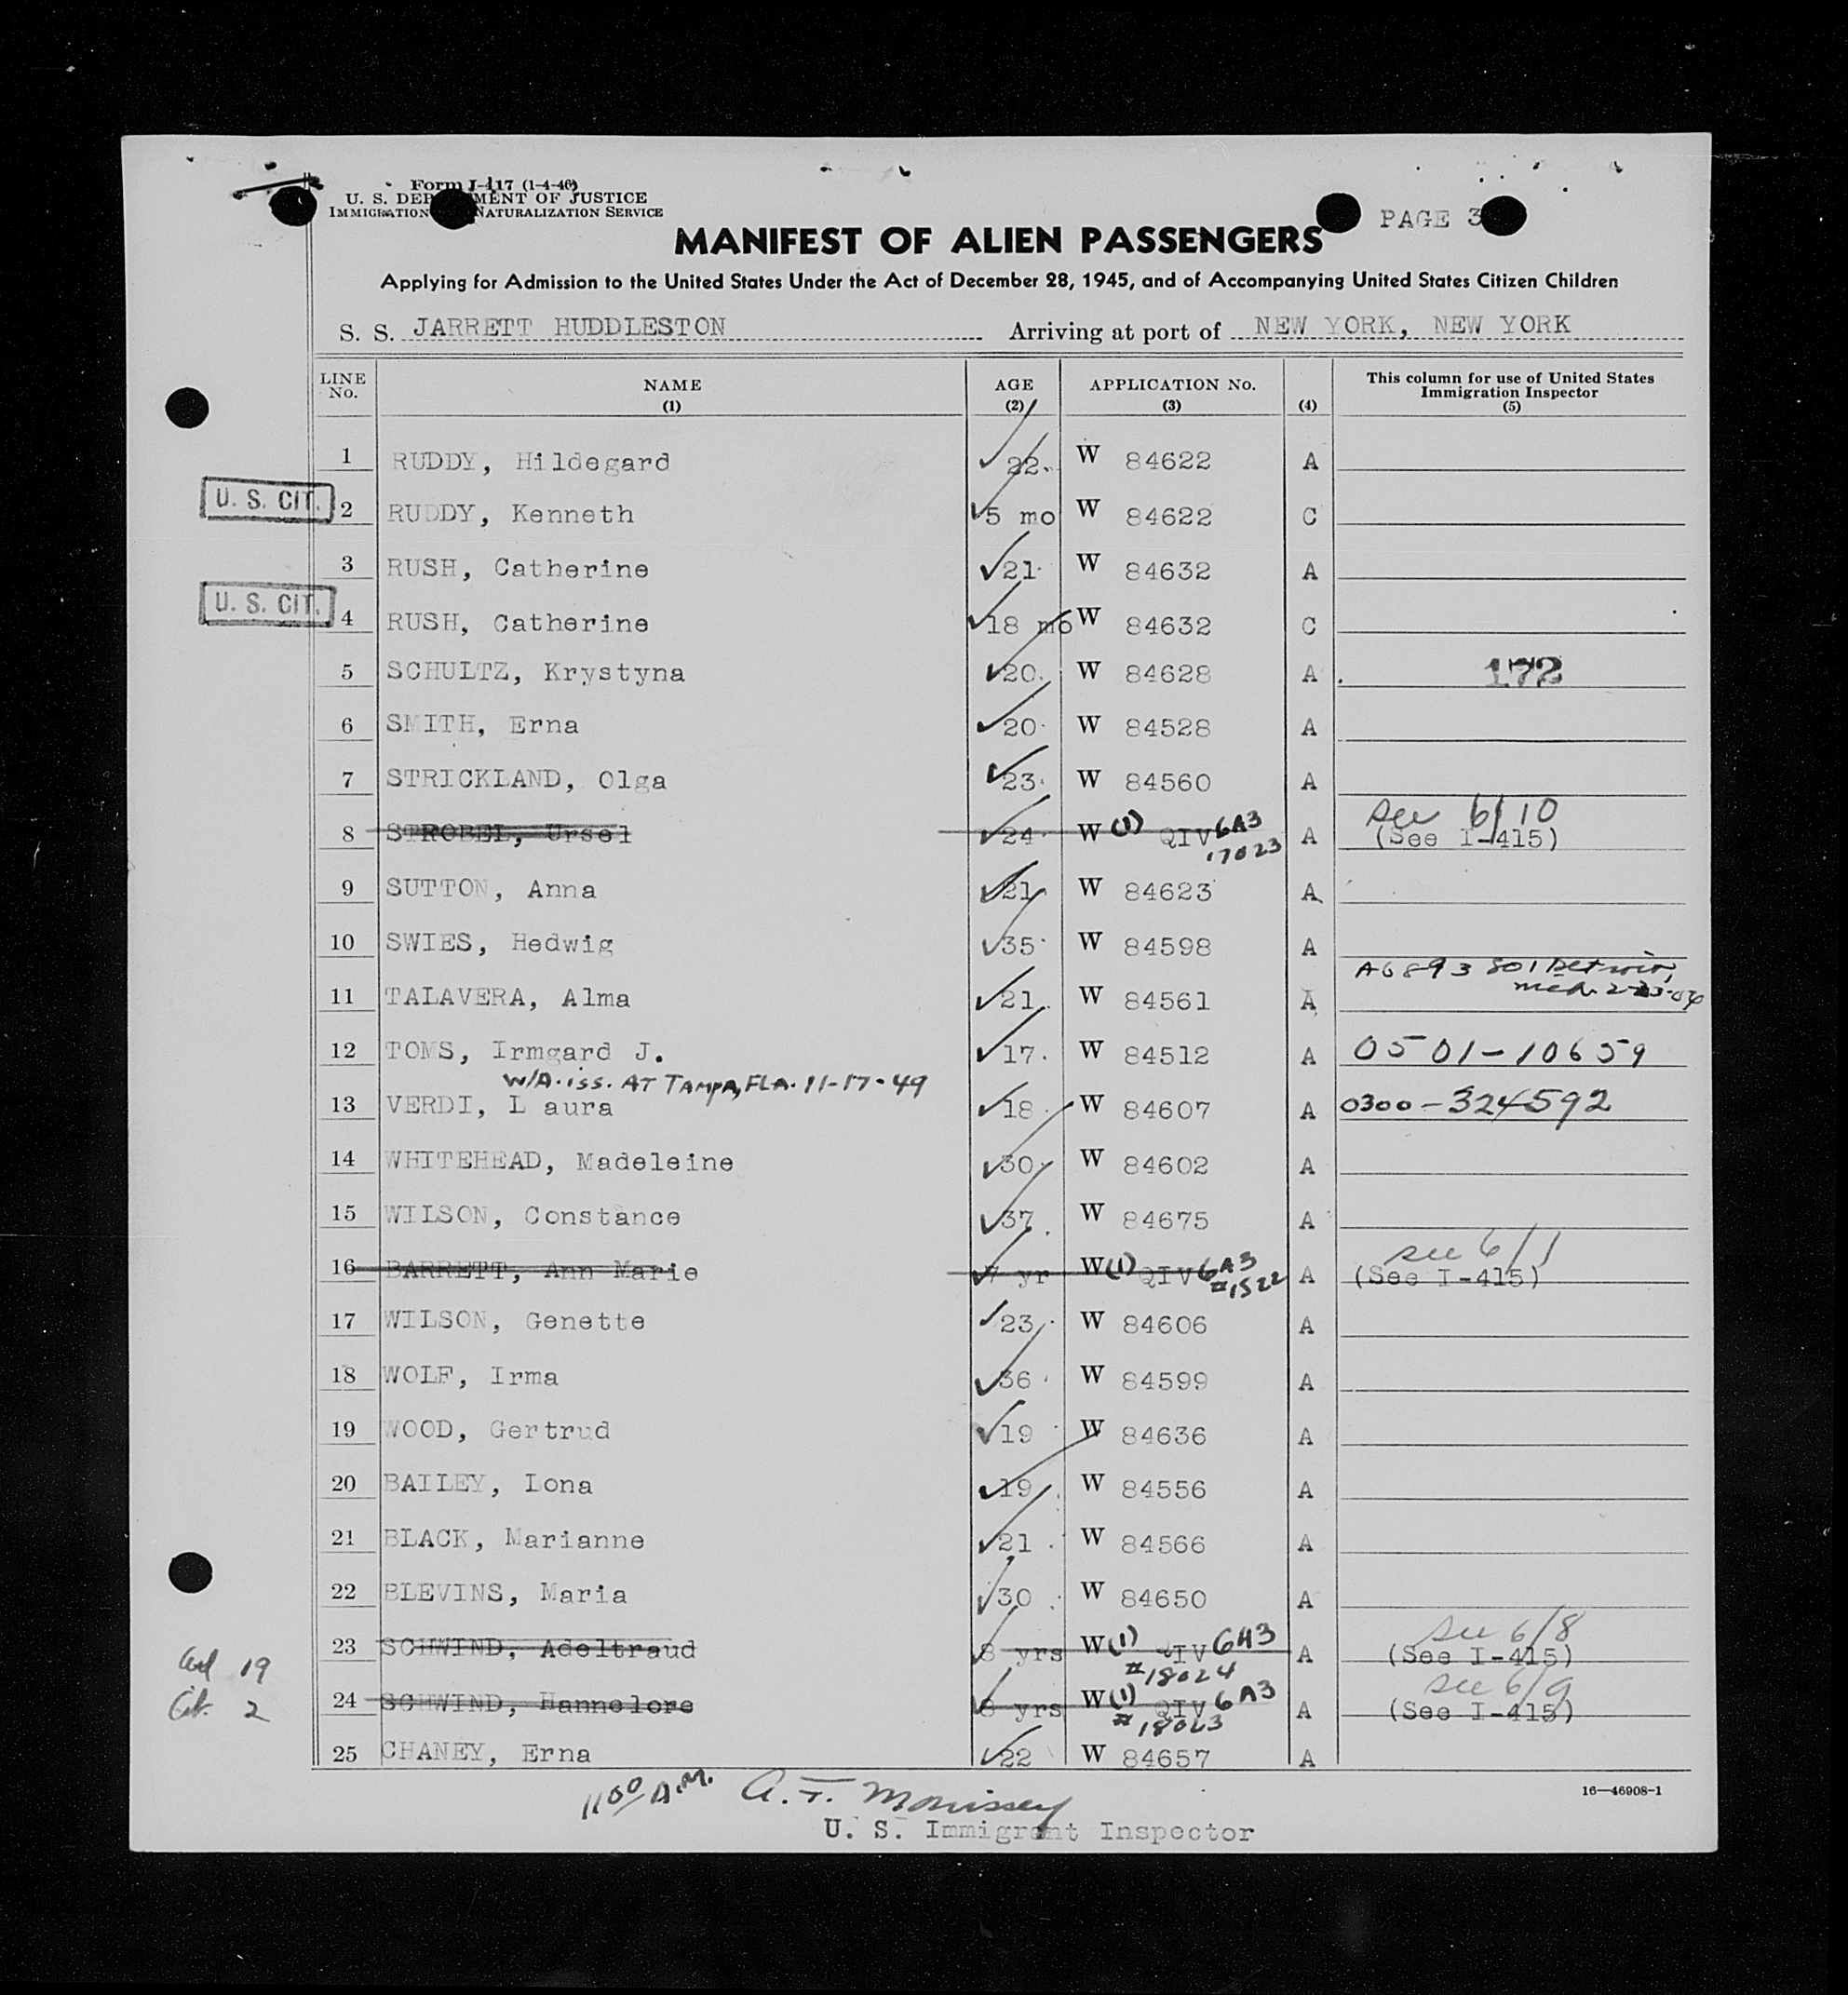 Form I-417 (1-4-46)
U. S. DEPARTMENT OF JUSTICE
IMMIGRATION NATURALIZATION SERVICE
PAGE 3
MANIFEST OF ALIEN PASSENGERS
Applying for Admission to the United States Under the Act of December 28, 1945, and of Accompanying United States Citizen Children
S. S. JARRETT HUDDLESTON Arriving at port of NEW YORK, NEW YORK
LINE No. NAME (1) AGE (2) APPLICATION No. (3) (4) This column for use of United States Immigration Inspector (5)
1 RUDDY, Hildegard 22 W 84622 A
U. S. CIT. 2 RUDDY, Kenneth 5 mo W 84622 C
3 RUSH, Catherine 21 W 84632 A
U. S. CIT. 4 RUSH, Catherine 18 mo W 84632 C
5 SCHULTZ, Krystyna 20 W 84628 A 172
6 SMITH, Erna 20 W 84528 A
7 STRICKLAND, Olga 23 W 84560 A
see 6/10
8 STROBEL, Ursel 24 W (1) QIV 6A3 17023 A (See I-415)
9 SUTTON, Anna 21 W 84623 A
10 SWIES, Hedwig 35 W 84598 A
A6893801 Detroit,
11 TALAVERA, Alma 21 W 84561 A
12 TOMS, Irmgard J. 17 W 84512 A 0501-10659
W/A. iss. AT TAMPA, FLA. 11-17-49
13 VERDI, L aura 18 W 84607 A 0300-324592
14 WHITEHEAD, Madeleine 30 W 84602 A
15 WILSON, Constance 37 W 84675 A
see 6/1
16 BARRETT, Ann Marie 7 yr W (1) QIV 6A3 #1522 A (See I-415)
17 WILSON, Genette 23 W 84606 A
18 WOLF, Irma 36 W 84599 A
19 WOOD, Gertrud 19 W 84636 A
20 BAILEY, Iona 19 W 84556 A
21 BLACK, Marianne 21 W 84566 A
22 BLEVINS, Maria 30 W 84650 A
see 6/8
23 SCHWIND, Adeltraud 8 yrs W (1) QIV 6A3 #18024 A (See I-415)
19
see 6/9
24 SCHWIND, Hannelore 8 yrs W (1) QIV 6A3 #18023 A (See I-415)
Cit. 2
25 CHANEY, Erna 22 W 84657 A
16—46908-1
11 00 A.M. A. T. Morrissey
U. S. Immigrant Inspector